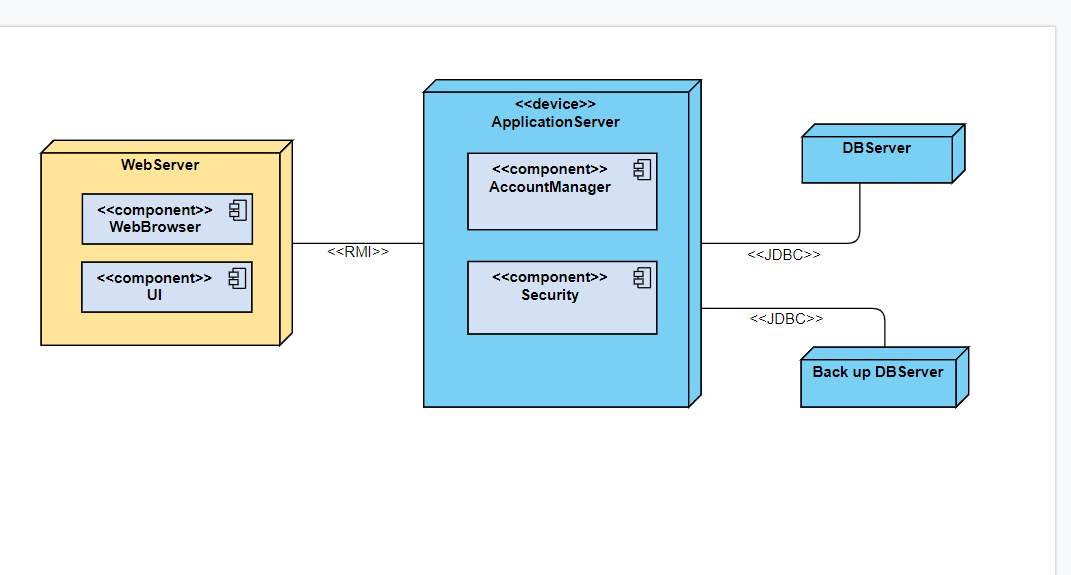 WebServer
<<component>>
WebBrowser
<<component>>
UI
<<RMI>>
<<device>>
ApplicationServer
<<component>>
AccountManager
<<component>>
Security
DBServer
<<JDBC>>
<<JDBC>>
Back up DBServer